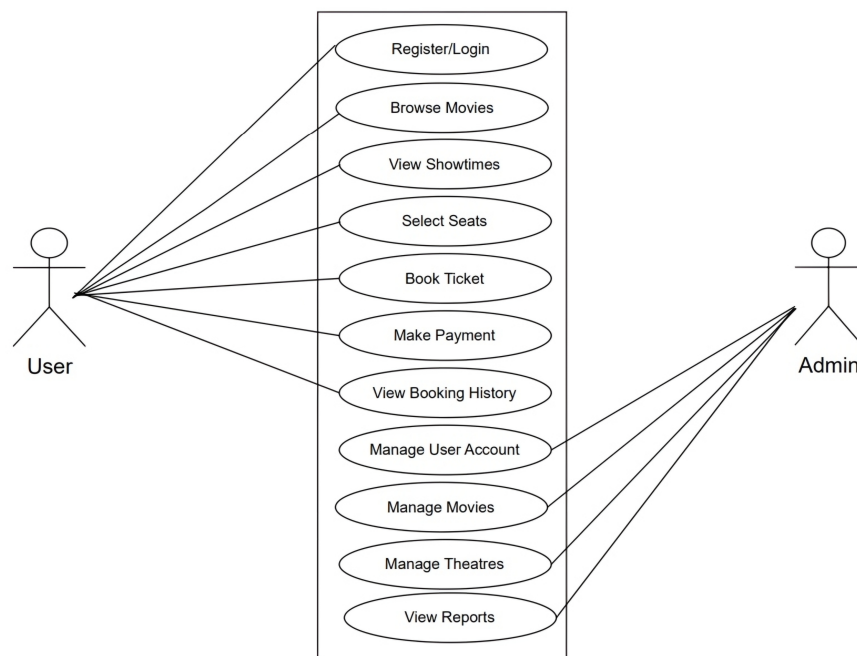 Register/Login
Browse Movies
View Showtimes
Select Seats
Book Ticket
Make Payment
User
Admin
View Booking History
Manage User Account
Manage Movies
Manage Theatres
View Reports